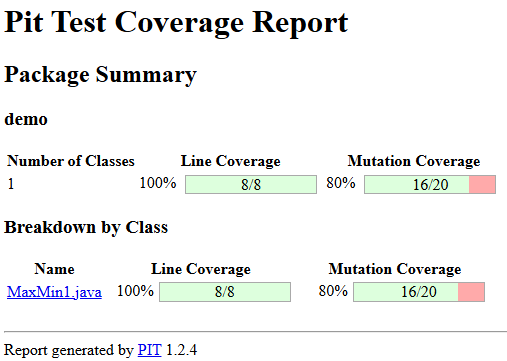 Pit Test Coverage Report
Package Summary
demo
Number of Classes Line Coverage Mutation Coverage
1 100% 8/8 80% 16/20
Breakdown by Class
Name Line Coverage Mutation Coverage
MaxMin1.java 100% 8/8 80% 16/20
Report generated by PIT 1.2.4